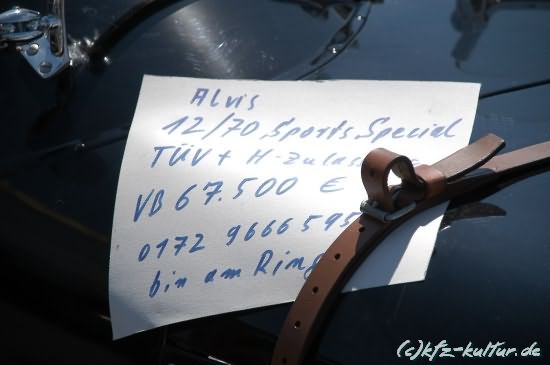 Alvis
12/70 Sports Special
TÜV + H-Zulas
VB 67.500 €
0172 9666595
bin am Ring
(c)kfz-kultur.de